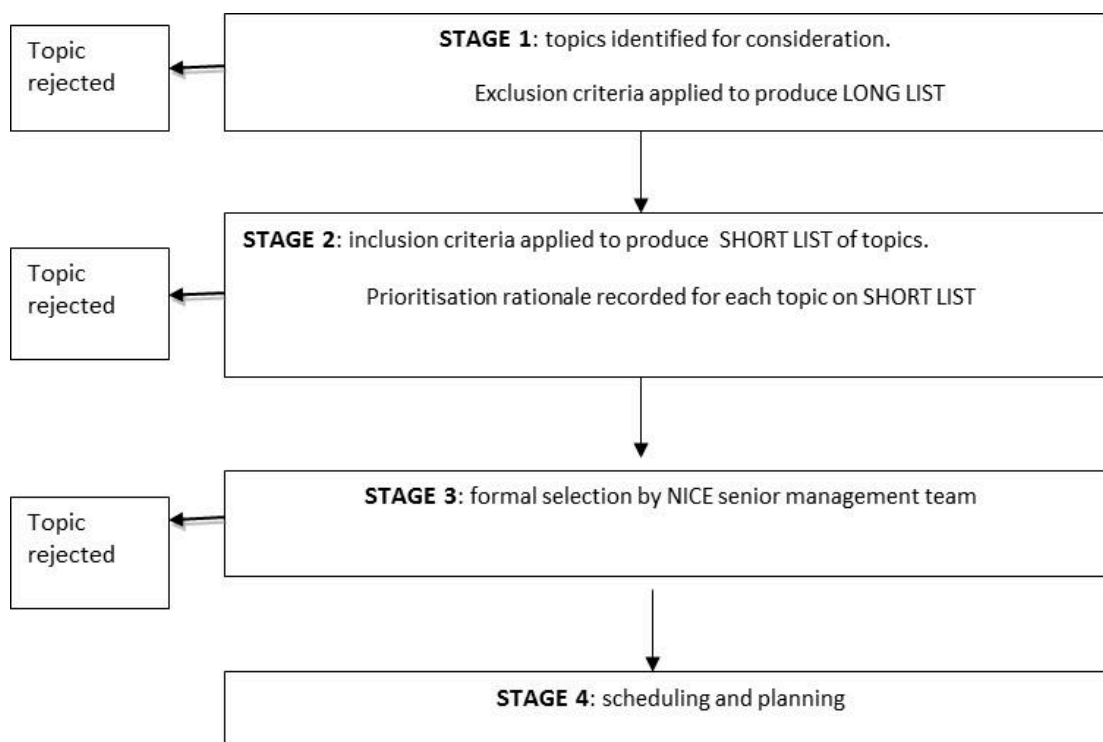 Topic
rejected
STAGE 1: topics identified for consideration.
Exclusion criteria applied to produce LONG LIST
Topic
rejected
STAGE 2: inclusion criteria applied to produce SHORT LIST of topics.
Prioritisation rationale recorded for each topic on SHORT LIST
Topic
rejected
STAGE 3: formal selection by NICE senior management team
STAGE 4: scheduling and planning